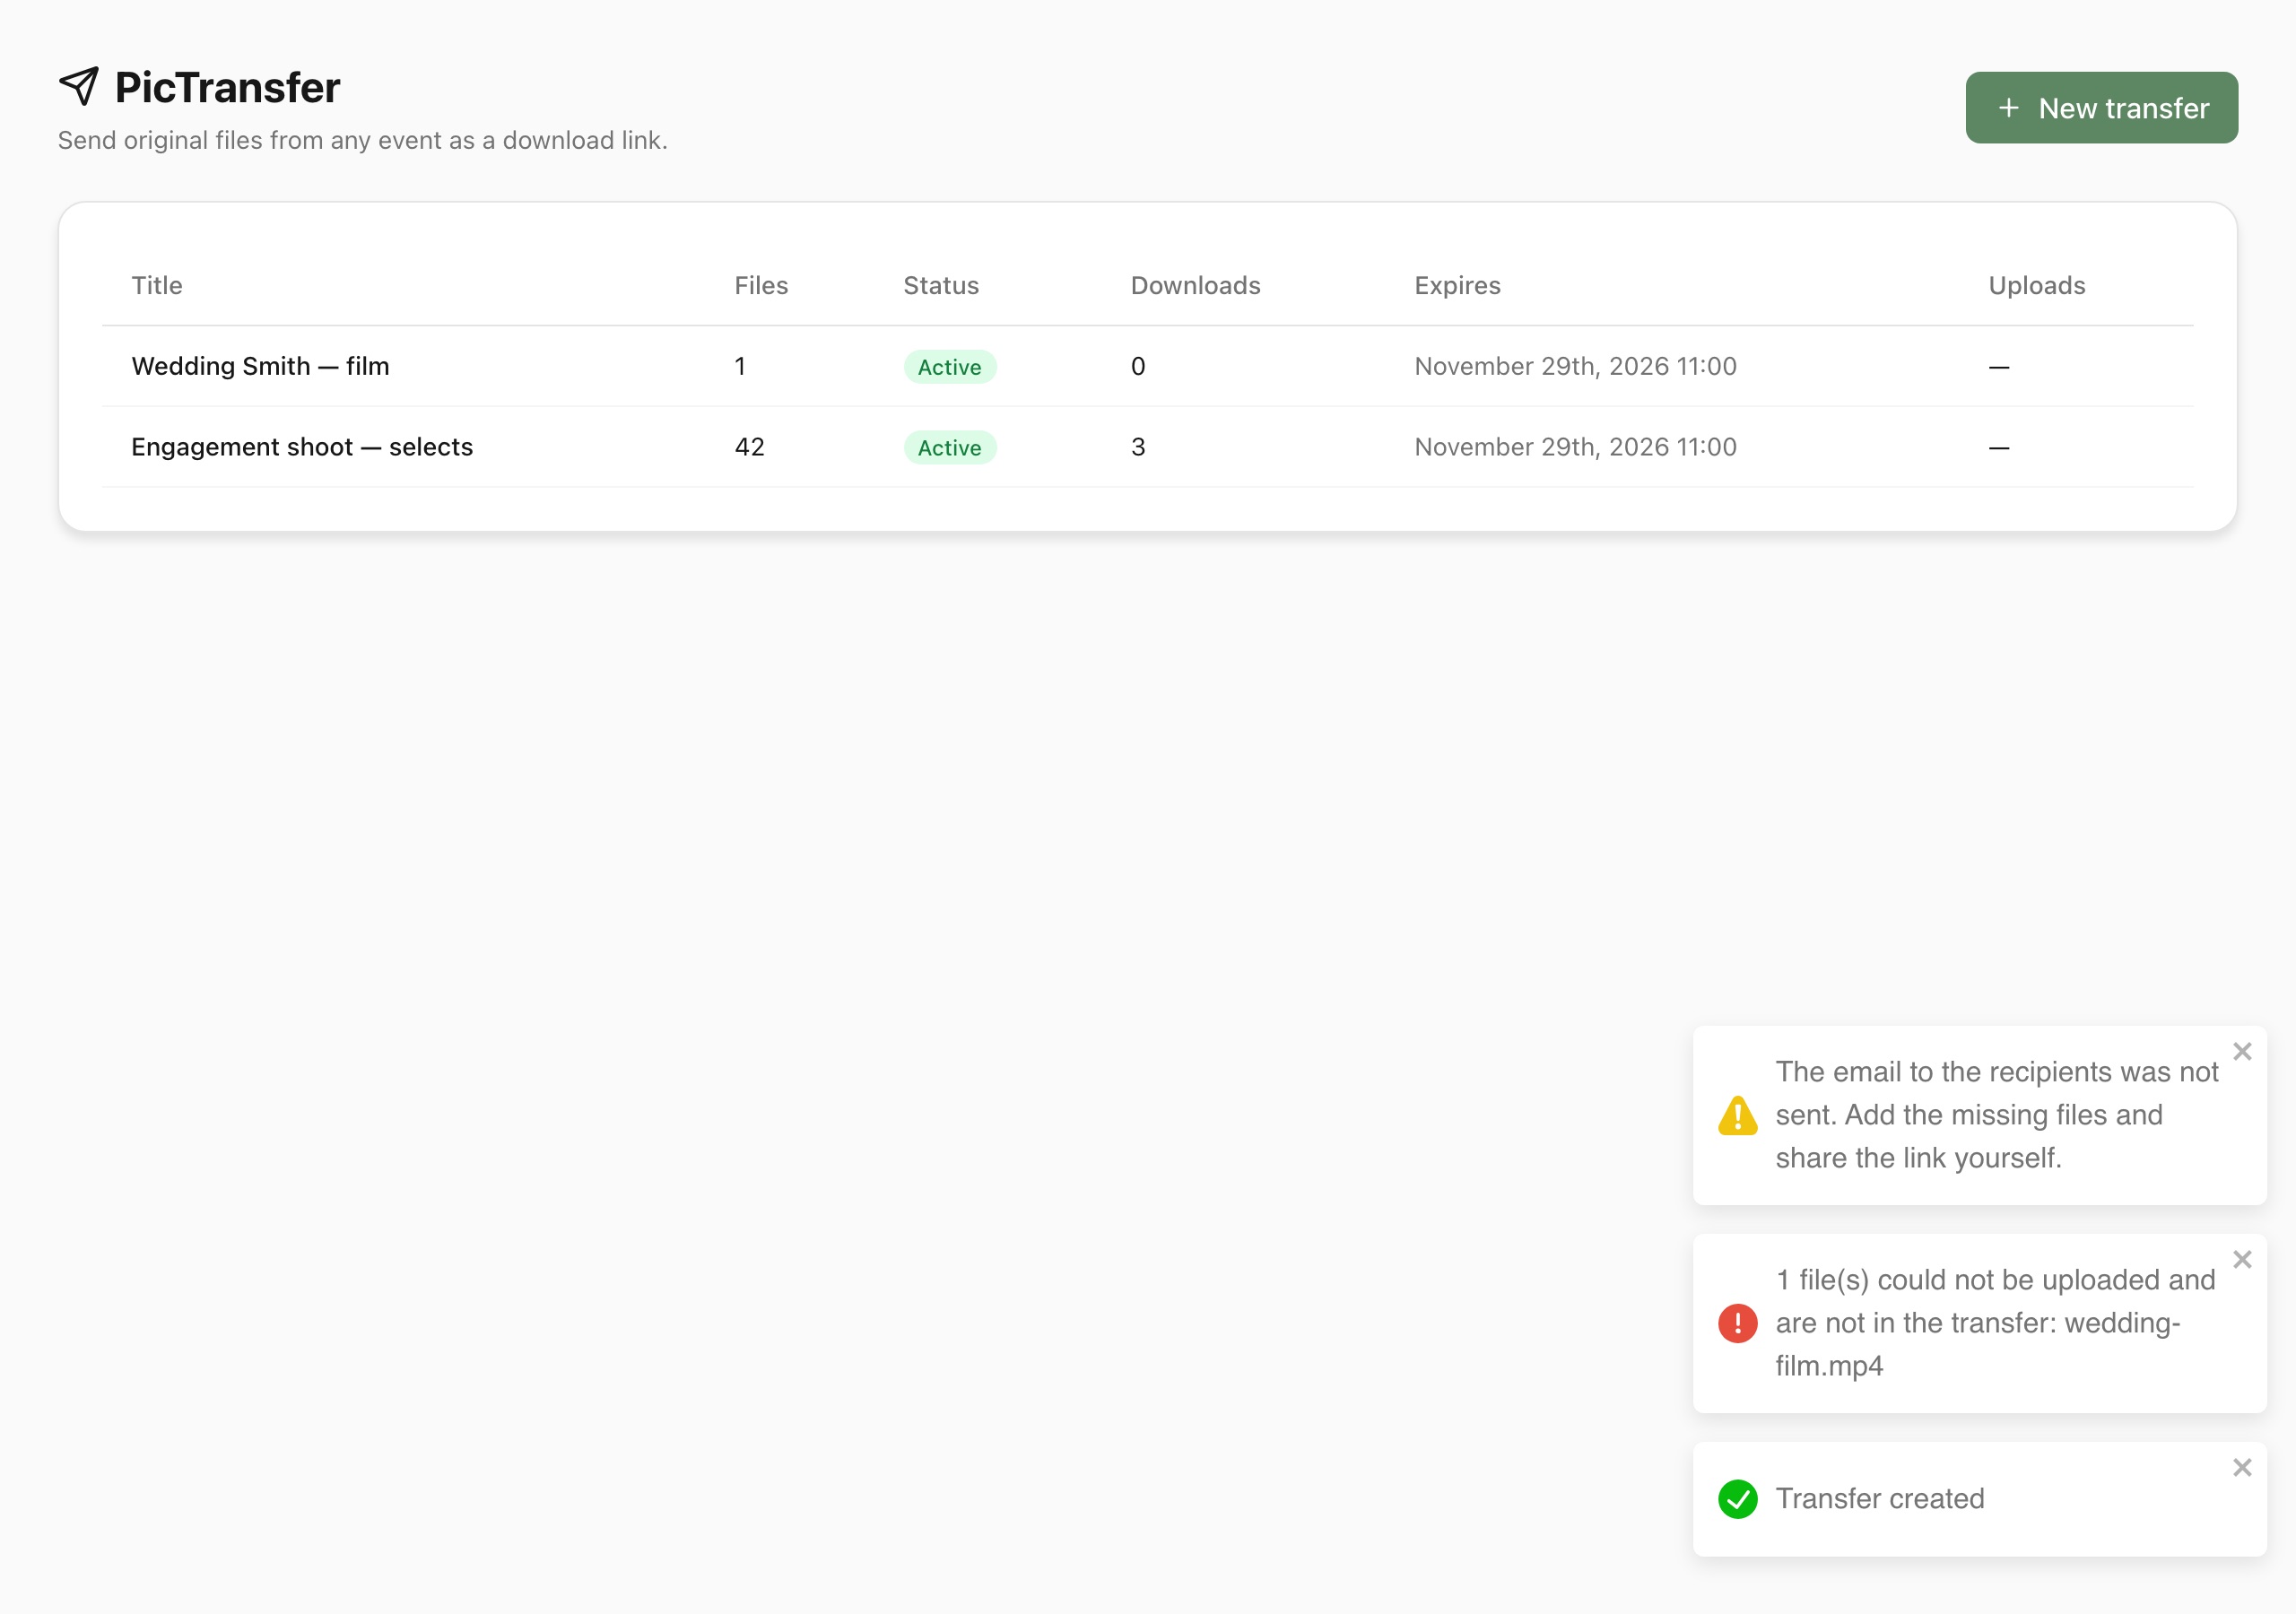 PicTransfer
Send original files from any event as a download link.
+ New transfer
Title Files Status Downloads Expires Uploads
Wedding Smith — film 1 Active 0 November 29th, 2026 11:00 —
Engagement shoot — selects 42 Active 3 November 29th, 2026 11:00 —
The email to the recipients was not
sent. Add the missing files and
share the link yourself.
1 file(s) could not be uploaded and
are not in the transfer: wedding-
film.mp4
Transfer created